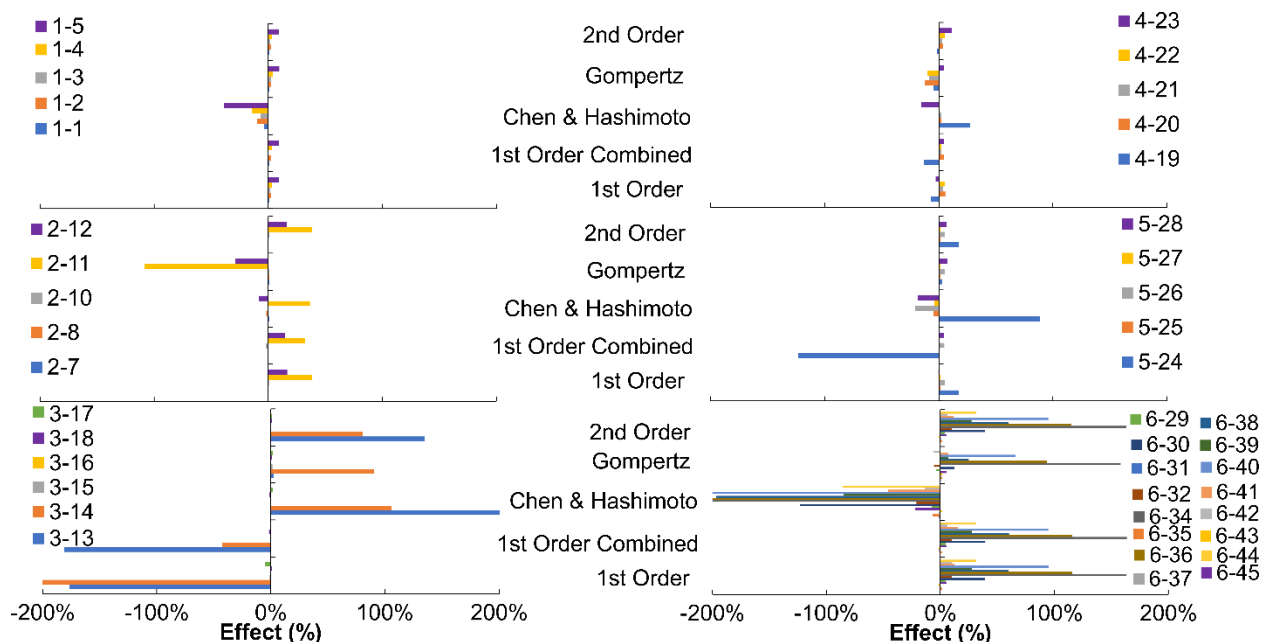 1-5
1-4
1-3
1-2
1-1
2nd Order
Gompertz
Chen & Hashimoto
1st Order Combined
1st Order
4-23
4-22
4-21
4-20
4-19
2-12
2-11
2-10
2-8
2-7
2nd Order
Gompertz
Chen & Hashimoto
1st Order Combined
1st Order
5-28
5-27
5-26
5-25
5-24
3-17
3-18
3-16
3-15
3-14
3-13
2nd Order
Gompertz
Chen & Hashimoto
1st Order Combined
1st Order
6-29
6-30
6-31
6-32
6-34
6-35
6-36
6-37
6-38
6-39
6-40
6-41
6-42
6-43
6-44
6-45
-200% -100% 0% 100% 200%
Effect (%)
-200% -100% 0% 100% 200%
Effect (%)